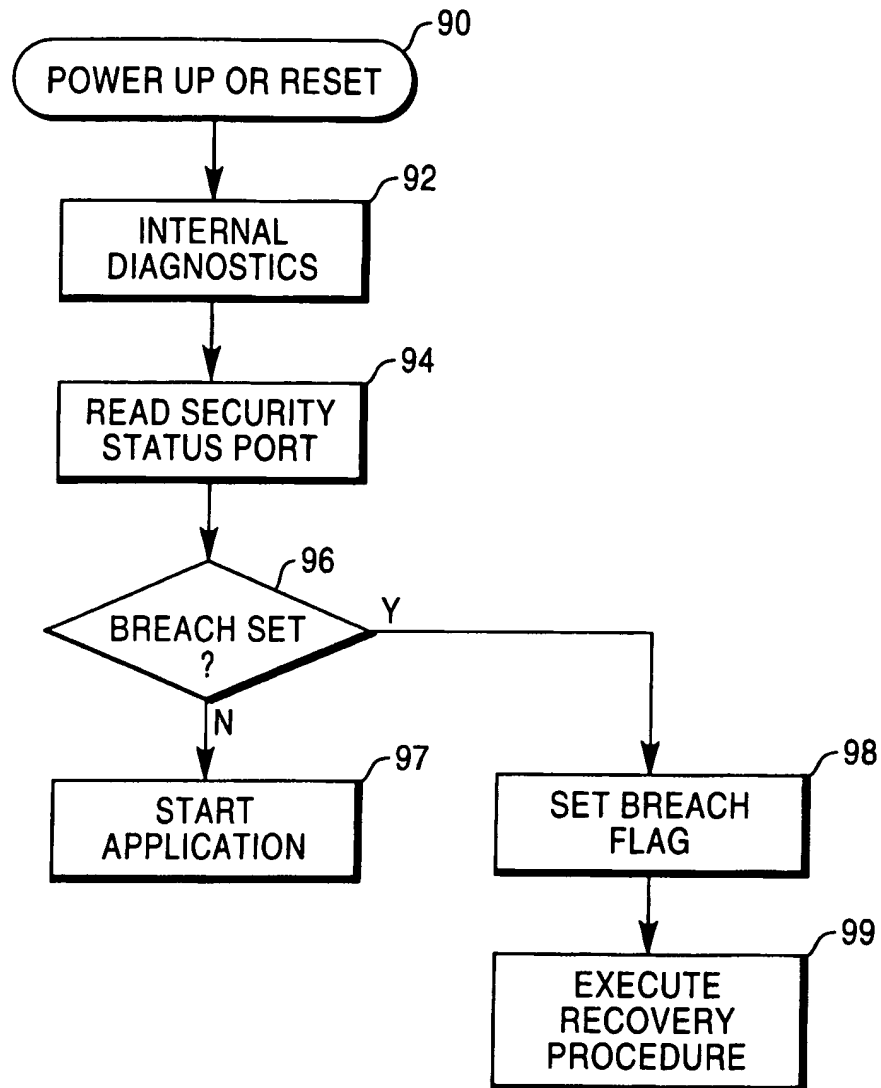 90
POWER UP OR RESET
92
INTERNAL
DIAGNOSTICS
94
READ SECURITY
STATUS PORT
96
BREACH SET
?
Y
N
97
START
APPLICATION
98
SET BREACH
FLAG
99
EXECUTE
RECOVERY
PROCEDURE